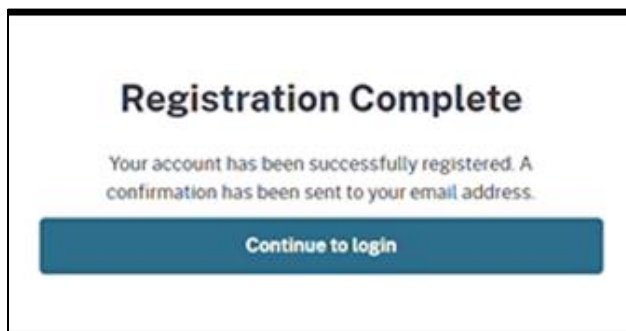 Registration Complete
Your account has been successfully registered. A
confirmation has been sent to your email address.
Continue to login